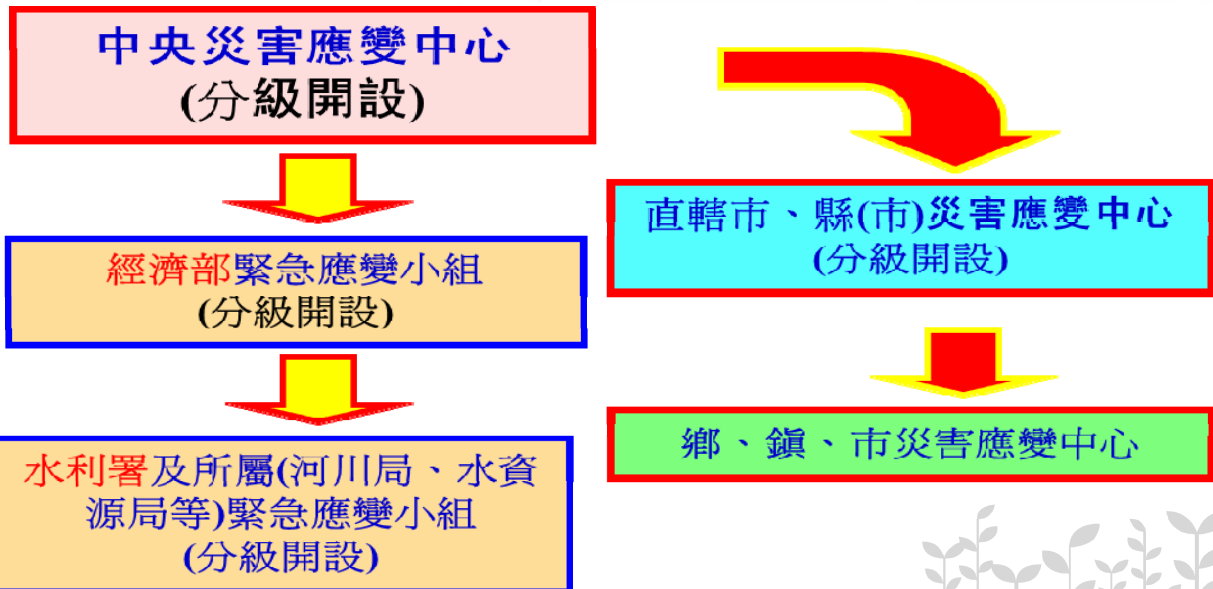 中央災害應變中心
(分級開設)
經濟部緊急應變小組
(分級開設)
水利署及所屬(河川局、水資
源局等)緊急應變小組
(分級開設)
直轄市、縣(市)災害應變中心
(分級開設)
鄉、鎮、市災害應變中心